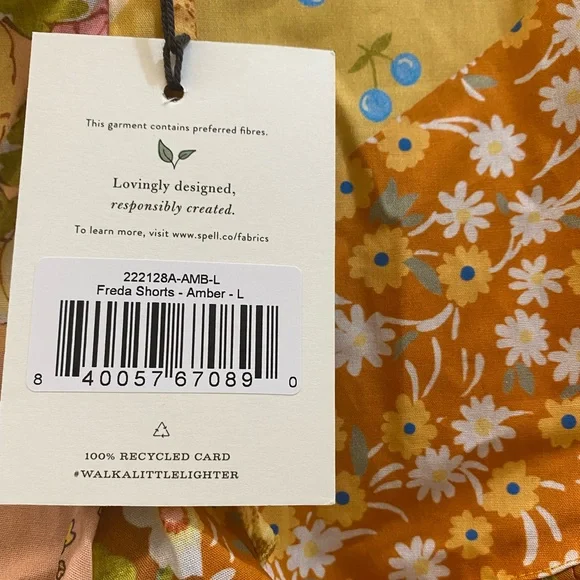 This garment contains preferred fibres.
Lovingly designed,
responsibly created.
To learn more, visit www.spell.co/fabrics
222128A-AMB-L
Freda Shorts - Amber - L
8 40057 67089 0
100% RECYCLED CARD
#WALKALITTLELIGHTER